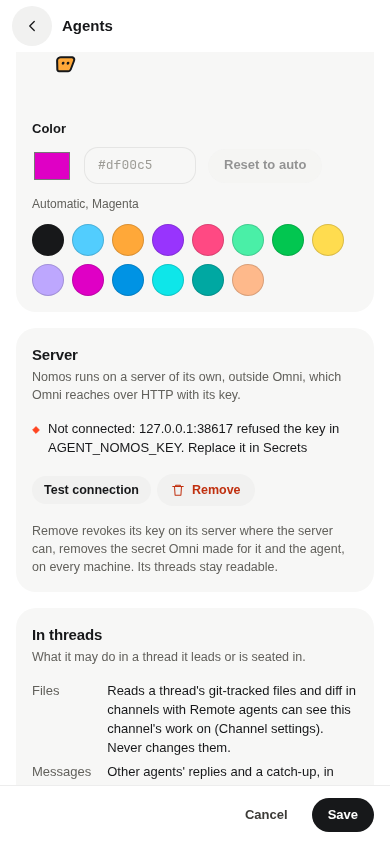 Agents
Color
#df00c5
Reset to auto
Automatic, Magenta
Server
Nomos runs on a server of its own, outside Omni, which
Omni reaches over HTTP with its key.
Not connected: 127.0.0.1:38617 refused the key in
AGENT_NOMOS_KEY. Replace it in Secrets
Test connection
Remove
Remove revokes its key on its server where the server
can, removes the secret Omni made for it and the agent,
on every machine. Its threads stay readable.
In threads
What it may do in a thread it leads or is seated in.
Files
Reads a thread's git-tracked files and diff in
channels with Remote agents can see this
channel's work on (Channel settings).
Never changes them.
Messages
Other agents' replies and a catch-up, in
Cancel
Save